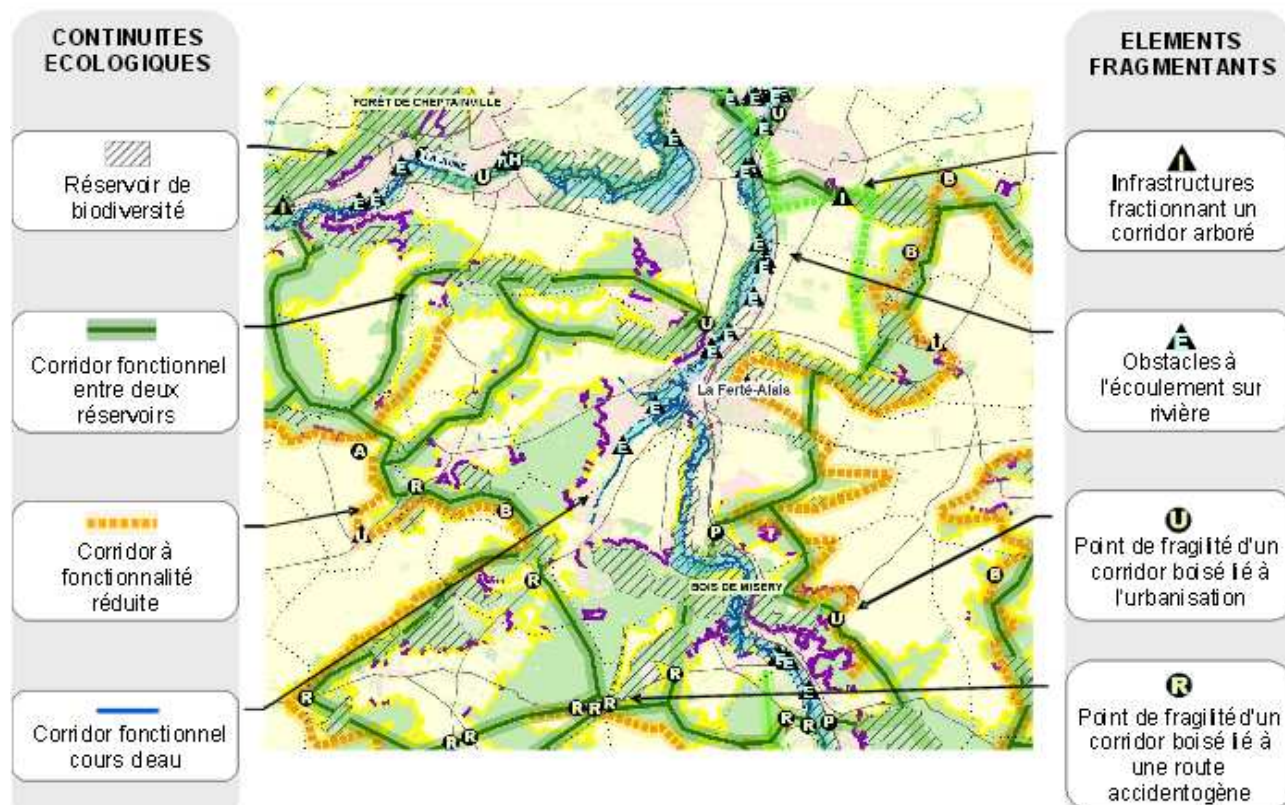 CONTINUITES
ECOLOGIQUES
Réservoir de
biodiversité
Corridor fonctionnel
entre deux
réservoirs
Corridor à
fonctionnalité
réduite
Corridor fonctionnel
cours d'eau
FORÊT DE CHEPTAINVILLE
La Ferté-Alais
BOIS DE MISERY
ELEMENTS
FRAGMENTANTS
I
Infrastructures
fractionnant un
corridor arboré
E
Obstacles à
l'écoulement sur
rivière
U
Point de fragilité d'un
corridor boisé lié à
l'urbanisation
R
Point de fragilité d'un
corridor boisé lié à
une route
accidentogène